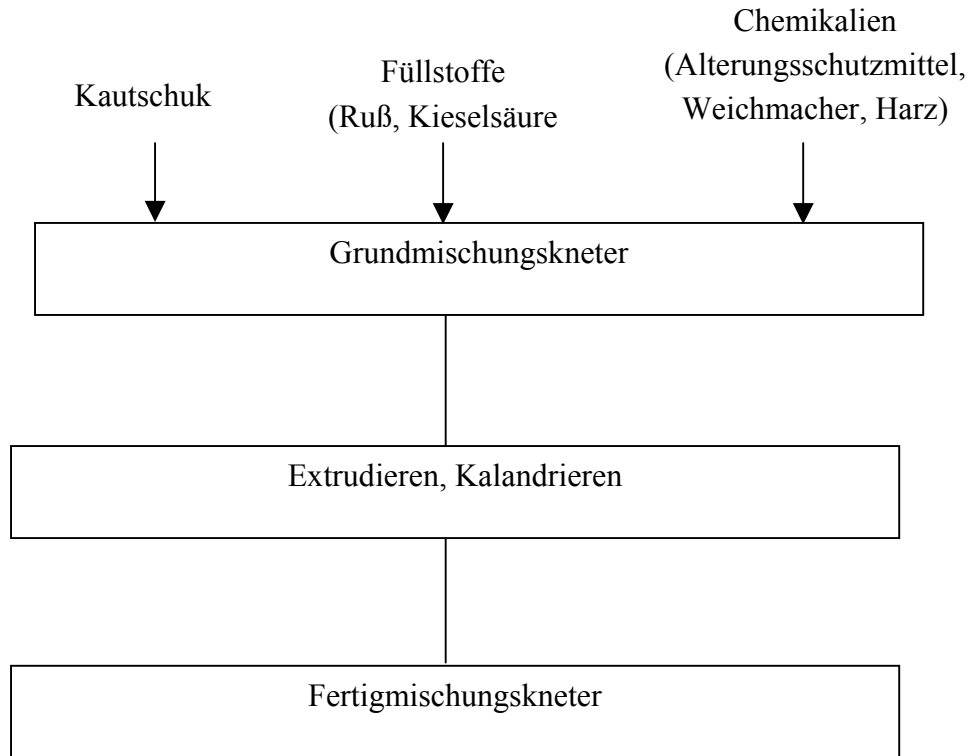 Kautschuk
Füllstoffe
(Ruß, Kieselsäure
Chemikalien
(Alterungsschutzmittel,
Weichmacher, Harz)
Grundmischungskneter
Extrudieren, Kalandrieren
Fertigmischungskneter